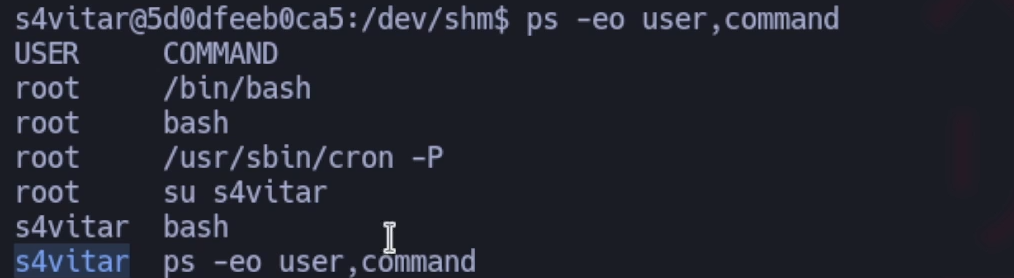 s4vitar@5d0dfeeb0ca5:/dev/shm$ ps -eo user,command
USER     COMMAND
root     /bin/bash
root     bash
root     /usr/sbin/cron -P
root     su s4vitar
s4vitar  bash
s4vitar  ps -eo user,command